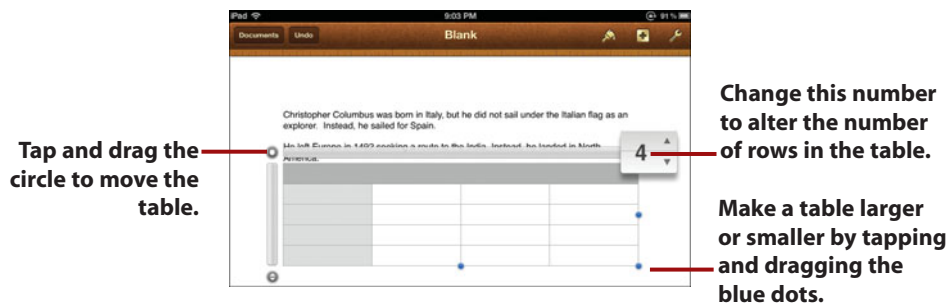 iPad
9:03 PM
91 %
Documents
Undo
Blank
Christopher Columbus was born in Italy, but he did not sail under the Italian flag as an
explorer. Instead, he sailed for Spain.
He left Europe in 1492 seeking a route to the India. Instead, he landed in North
America.
4
Tap and drag the
circle to move the
table.
Change this number
to alter the number
of rows in the table.
Make a table larger
or smaller by tapping
and dragging the
blue dots.